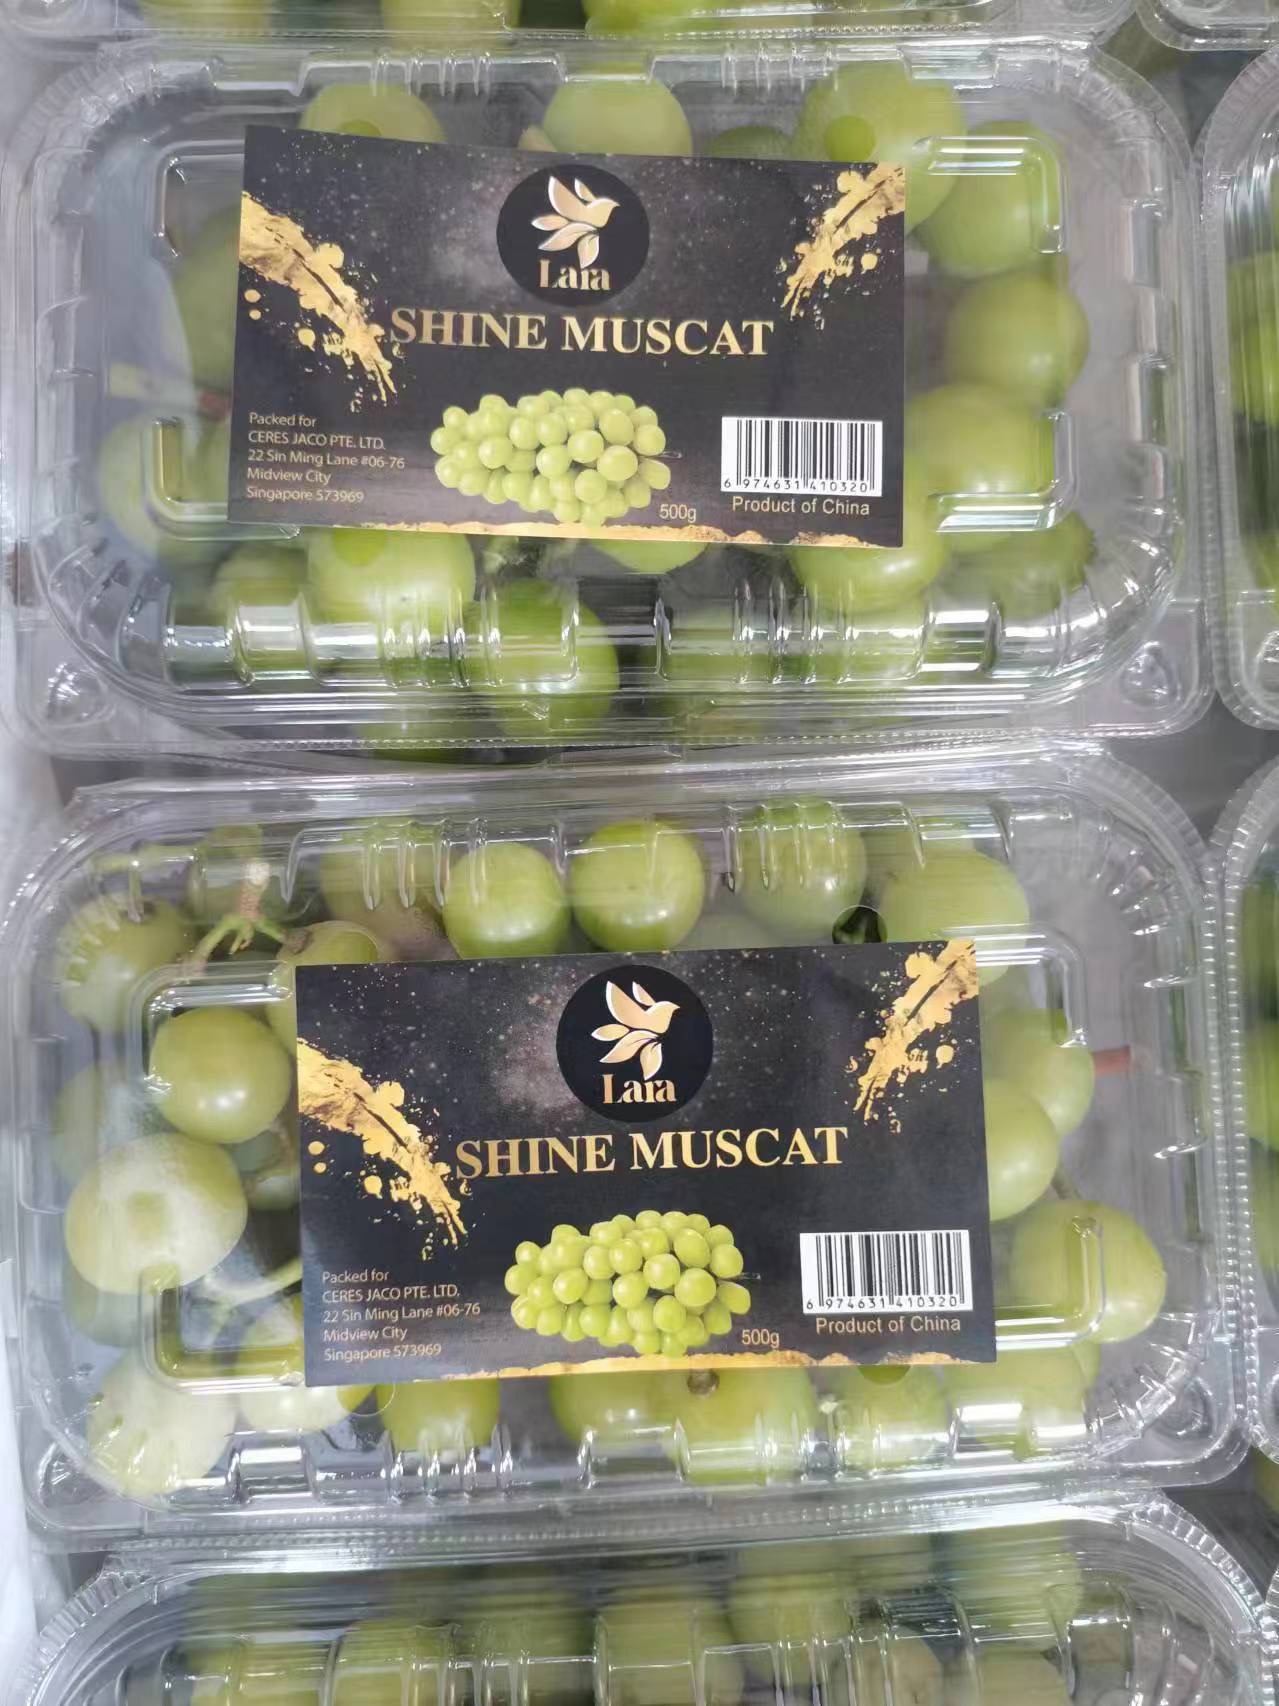 Lara
SHINE MUSCAT
Packed for
CERES JACO PTE. LTD.
22 Sin Ming Lane #06-76
Midview City
Singapore 573969
500g
6 974631 410320
Product of China
Lara
SHINE MUSCAT
Packed for
CERES JACO PTE. LTD.
22 Sin Ming Lane #06-76
Midview City
Singapore 573969
500g
6 974631 410320
Product of China